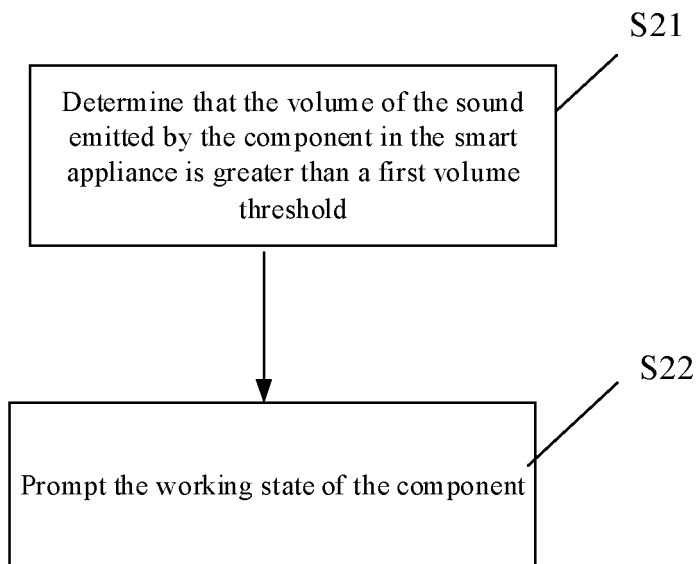 S21
Determine that the volume of the sound
emitted by the component in the smart
appliance is greater than a first volume
threshold
S22
Prompt the working state of the component